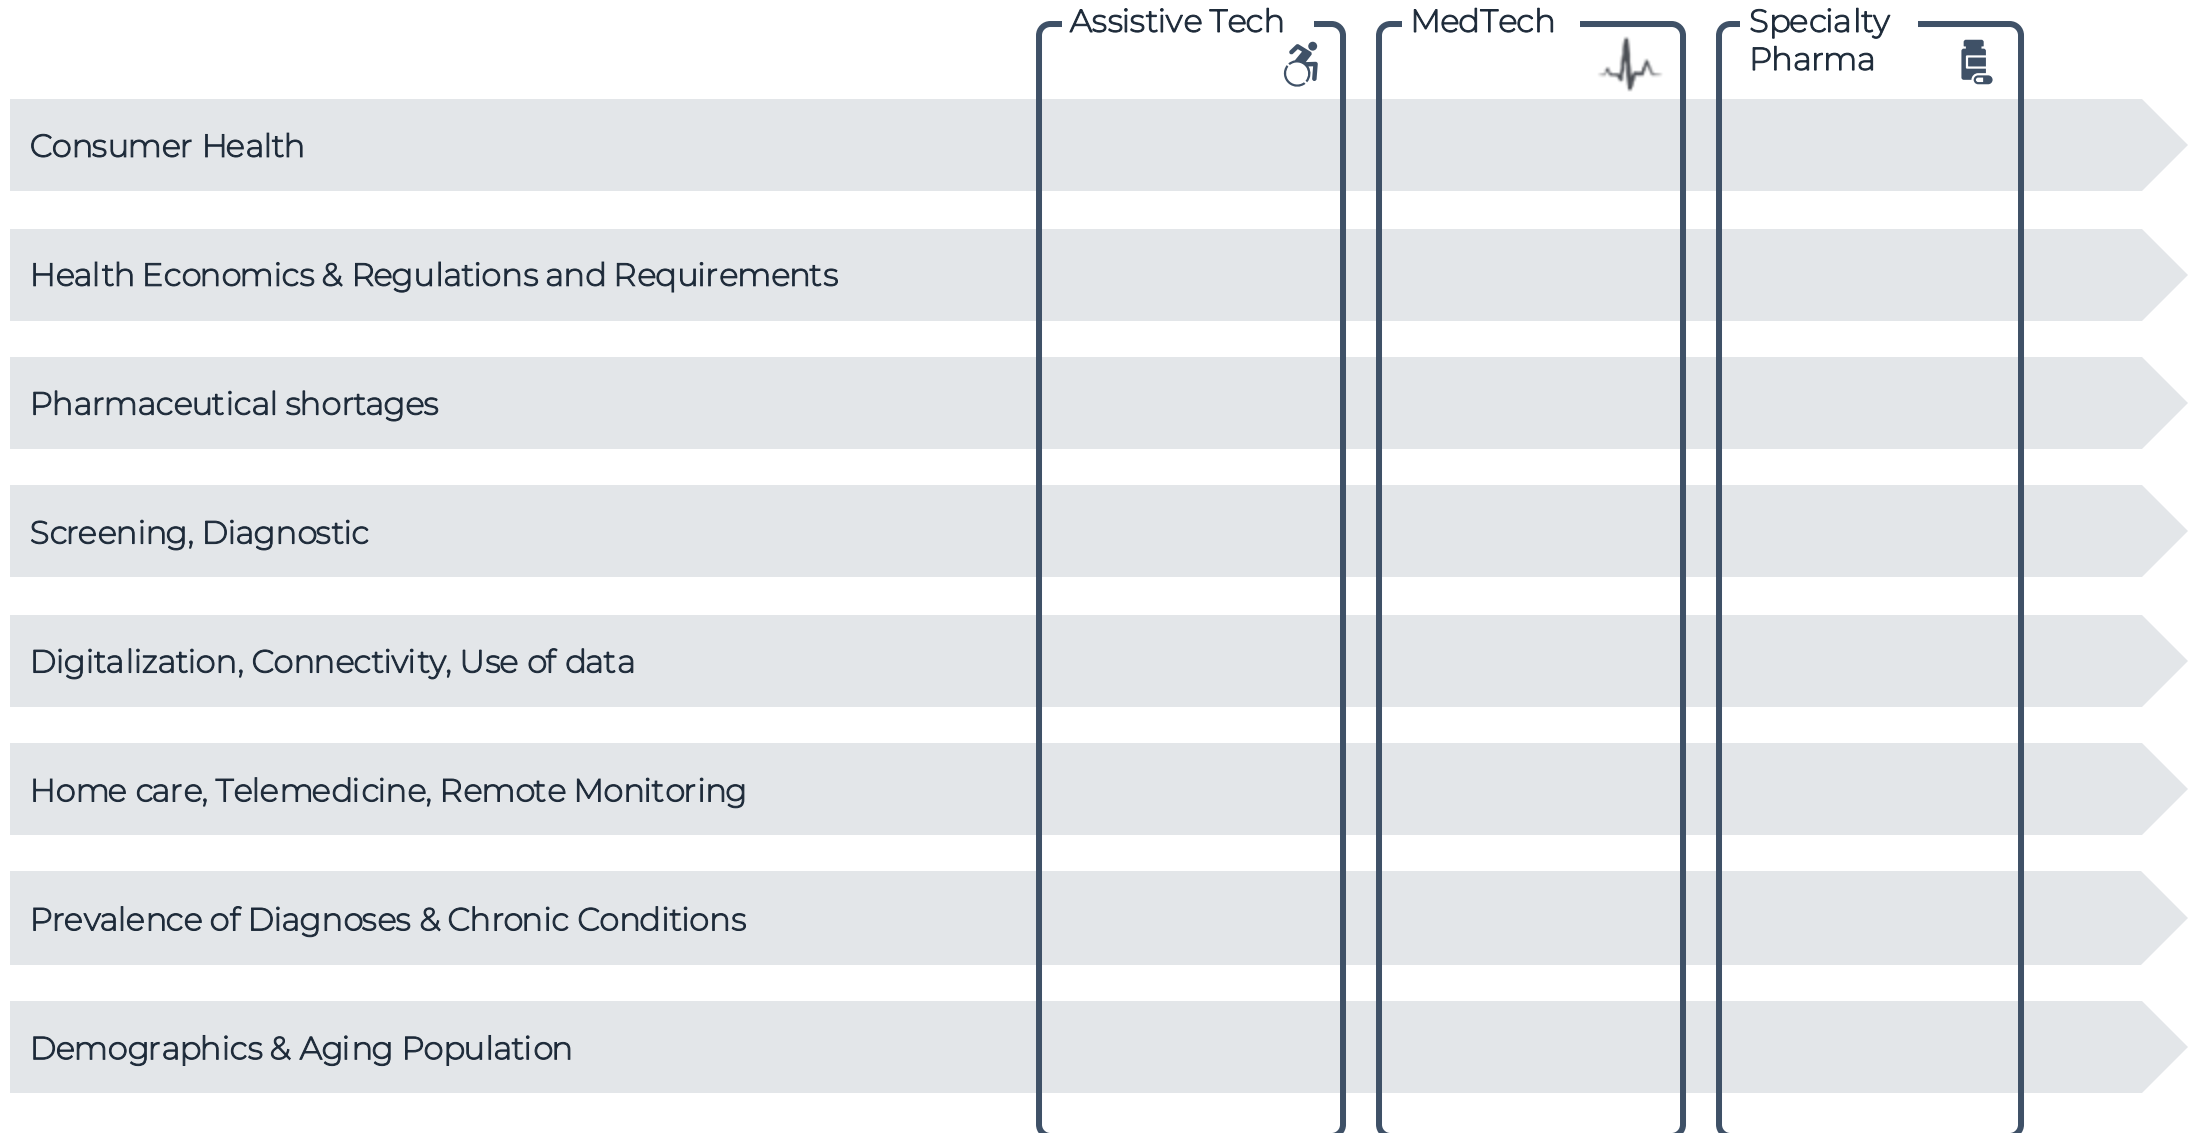 Assistive Tech
MedTech
Specialty
Pharma
Consumer Health
Health Economics & Regulations and Requirements
Pharmaceutical shortages
Screening, Diagnostic
Digitalization, Connectivity, Use of data
Home care, Telemedicine, Remote Monitoring
Prevalence of Diagnoses & Chronic Conditions
Demographics & Aging Population